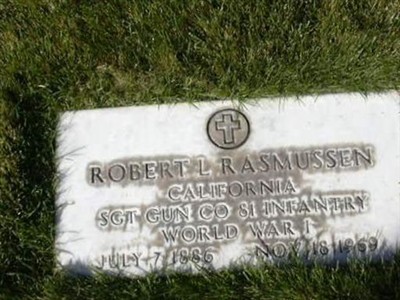 ROBERT L RASMUSSEN
CALIFORNIA
SGT GUN CO 81 INFANTRY
WORLD WAR I
JULY 7 1886 NOV 18 1969